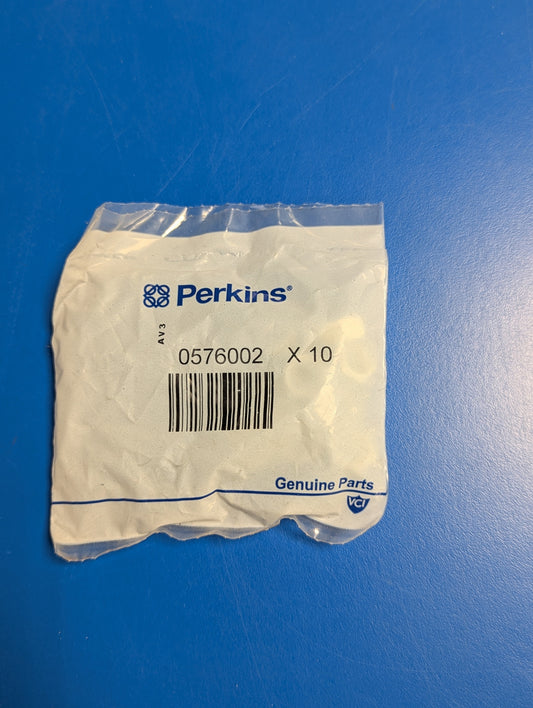 Perkins®
AV3
0576002 X 10
Genuine Parts
VCI